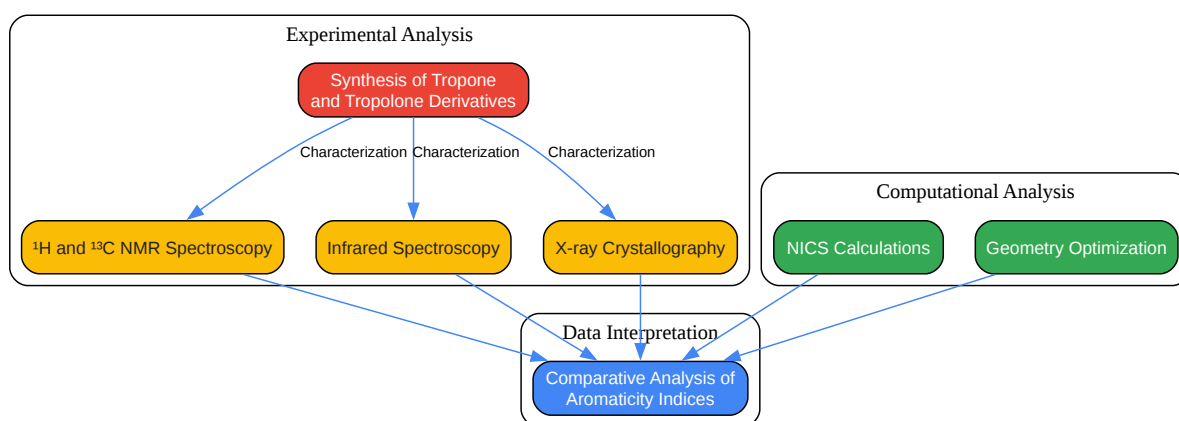 Experimental Analysis
Synthesis of Tropone
and Tropolone Derivatives
Characterization
Characterization
Characterization
Computational Analysis
¹H and ¹³C NMR Spectroscopy
Infrared Spectroscopy
X-ray Crystallography
NICS Calculations
Geometry Optimization
Data Interpretation
Comparative Analysis of
Aromaticity Indices